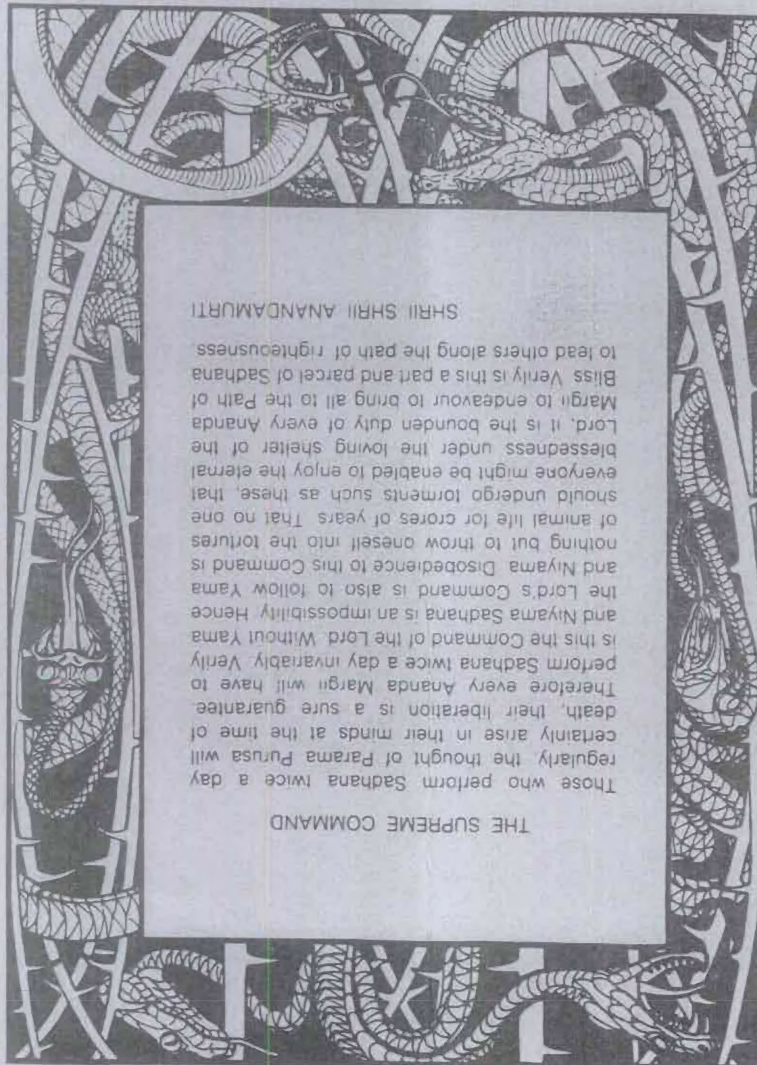 THE SUPREME COMMAND
Those who perform Sadhana twice a day
regularly, the thought of Parama Purusa will
certainly arise in their minds at the time of
death, their liberation is a sure guarantee.
Therefore every Ananda Margii will have to
perform Sadhana twice a day invariably. Verily
is this the Command of the Lord. Without Yama
and Niyama Sadhana is an impossibility. Hence
the Lord's Command is also to follow Yama
and Niyama. Disobedience to this Command is
nothing but to throw oneself into the tortures
of animal life for crores of years. That no one
should undergo torments such as these, that
everyone might be enabled to enjoy the eternal
blessedness under the loving shelter of the
Lord, it is the bounden duty of every Ananda
Margii to endeavour to bring all to the Path of
Bliss. Verily is this a part and parcel of Sadhana
to lead others along the path of righteousness.
SHRII SHRII ANANDAMURTI